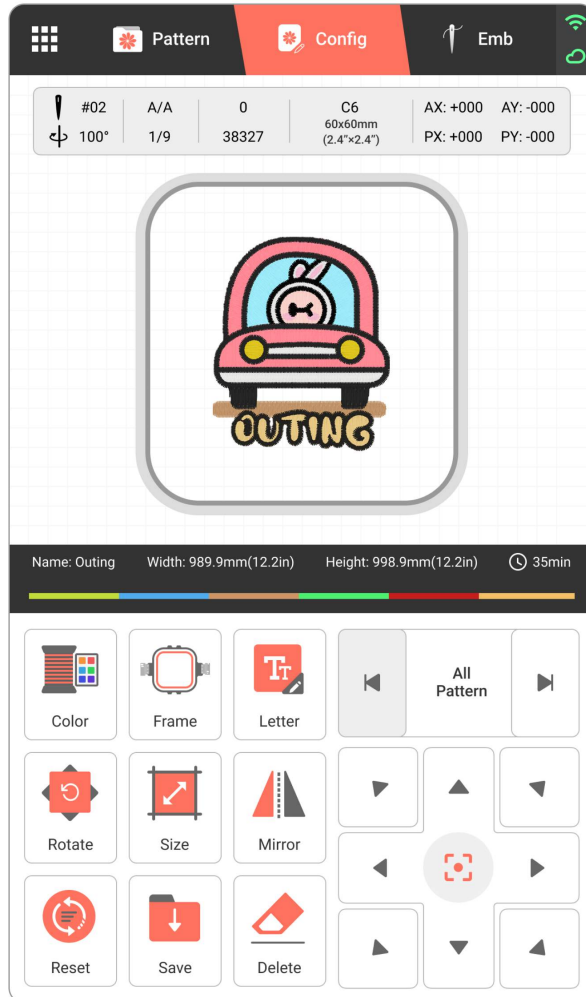 Pattern
Config
Emb
#02
A/A
0
C6
60x60mm
(2.4"×2.4")
AX: +000 AY: -000
100°
1/9
38327
PX: +000 PY: -000
OUTING
Name: Outing
Width: 989.9mm(12.2in)
Height: 998.9mm(12.2in)
35min
Color
Frame
Letter
All
Pattern
Rotate
Size
Mirror
Reset
Save
Delete